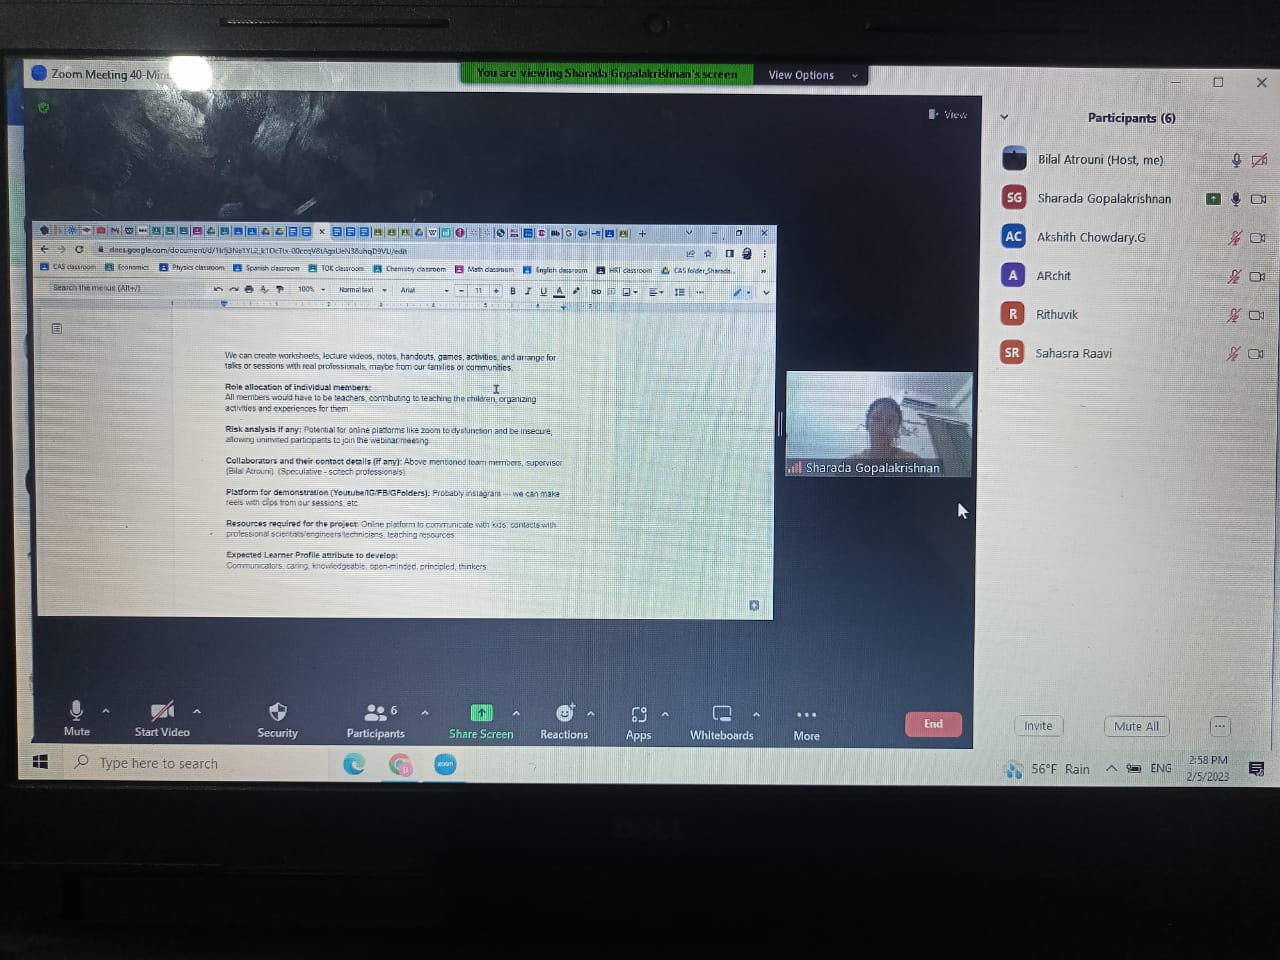 Zoom Meeting 40-Minu
You are viewing Sharada Gopalakrishnan's screen
View Options
View
Participants (6)
Bilal Atrouni (Host, me)
SG Sharada Gopalakrishnan
AC Akshith Chowdary.G
A ARchit
R Rithuvik
SR Sahasra Raavi
CAS classroom Economics Physics classroom Spanish classroom TOK classroom Chemistry classroom Math classroom English classroom HRT classroom CAS folder_Sharada...
Search the menus (Alt+/) 100% Normal text Arial 11 B I U A
We can create worksheets, lecture videos, notes, handouts, games, activities, and arrange for
talks or sessions with real professionals, maybe from our families or communities.
Role allocation of individual members:
All members would have to be teachers, contributing to teaching the children, organizing
activities and experiences for them
Risk analysis if any: Potential for online platforms like zoom to dysfunction and be insecure,
allowing uninvited participants to join the webinar/meeting.
Collaborators and their contact details (if any): Above mentioned team members, supervisor
(Bilal Atrouni) (Speculative - scitech professionals)
Platform for demonstration (Youtube/IG/FB/GFolders): Probably instagram --- we can make
reels with clips from our sessions, etc.
Resources required for the project: Online platform to communicate with kids, contacts with
professional scientists/engineers/technicians, teaching resources.
Expected Learner Profile attribute to develop:
Communicators, caring, knowledgeable, open-minded, principled, thinkers.
Sharada Gopalakrishnan
6
Mute Start Video Security Participants Share Screen Reactions Apps Whiteboards More
End
Invite Mute All
Type here to search
zoom
56°F Rain ENG
2:58 PM
2/5/2023
DELL